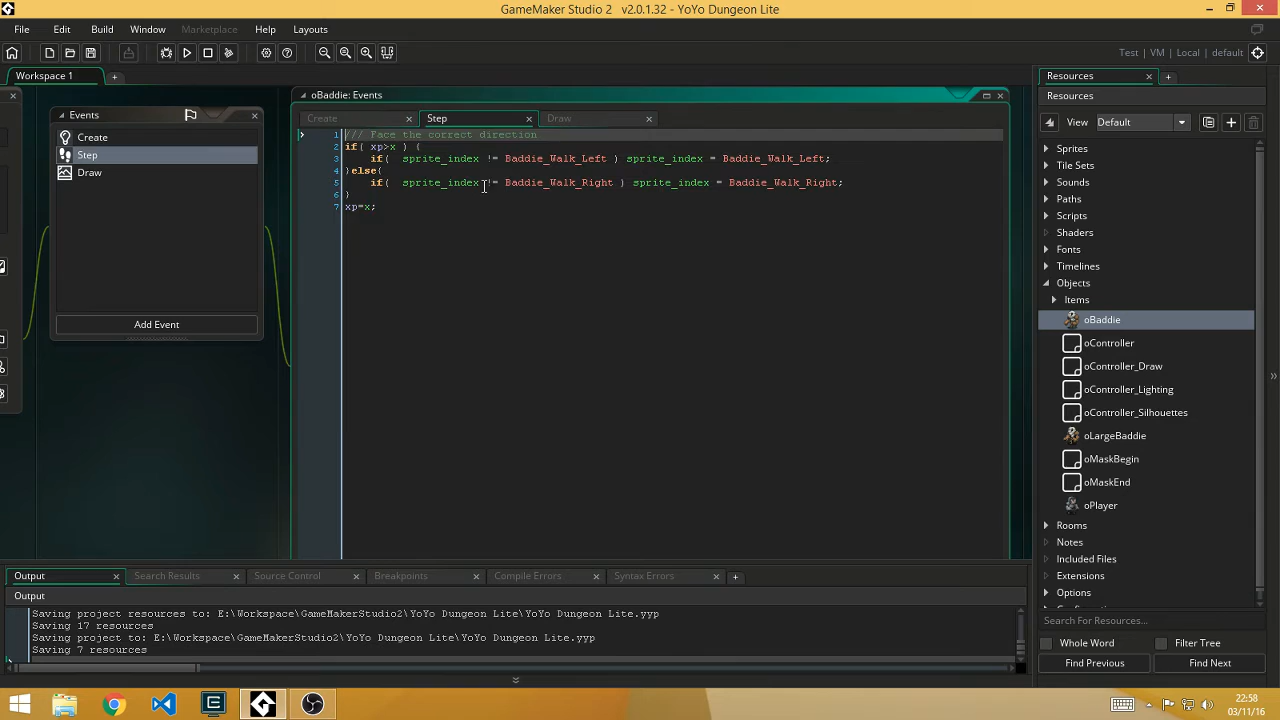 GameMaker Studio 2   v2.0.1.32 - YoYo Dungeon Lite
File Edit Build Window Marketplace Help Layouts
Test | VM | Local | default
Workspace 1
Resources
Resources
View Default
Events
Create
Step
Draw
Add Event
oBaddie: Events
Create Step Draw
1 /// Face the correct direction
2 if( xp>x ) {
3 if( sprite_index != Baddie_Walk_Left ) sprite_index = Baddie_Walk_Left;
4 }else{
5 if( sprite_index != Baddie_Walk_Right ) sprite_index = Baddie_Walk_Right;
6 }
7 xp=x;
Sprites
Tile Sets
Sounds
Paths
Scripts
Shaders
Fonts
Timelines
Objects
Items
oBaddie
oController
oController_Draw
oController_Lighting
oController_Silhouettes
oLargeBaddie
oMaskBegin
oMaskEnd
oPlayer
Rooms
Notes
Included Files
Extensions
Options
Search For Resources...
Whole Word Filter Tree
Find Previous Find Next
Output Search Results Source Control Breakpoints Compile Errors Syntax Errors
Output
Saving project resources to: E:\Workspace\GameMakerStudio2\YoYo Dungeon Lite\YoYo Dungeon Lite.yyp
Saving 17 resources
Saving project to: E:\Workspace\GameMakerStudio2\YoYo Dungeon Lite\YoYo Dungeon Lite.yyp
Saving 7 resources
22:58
03/11/16